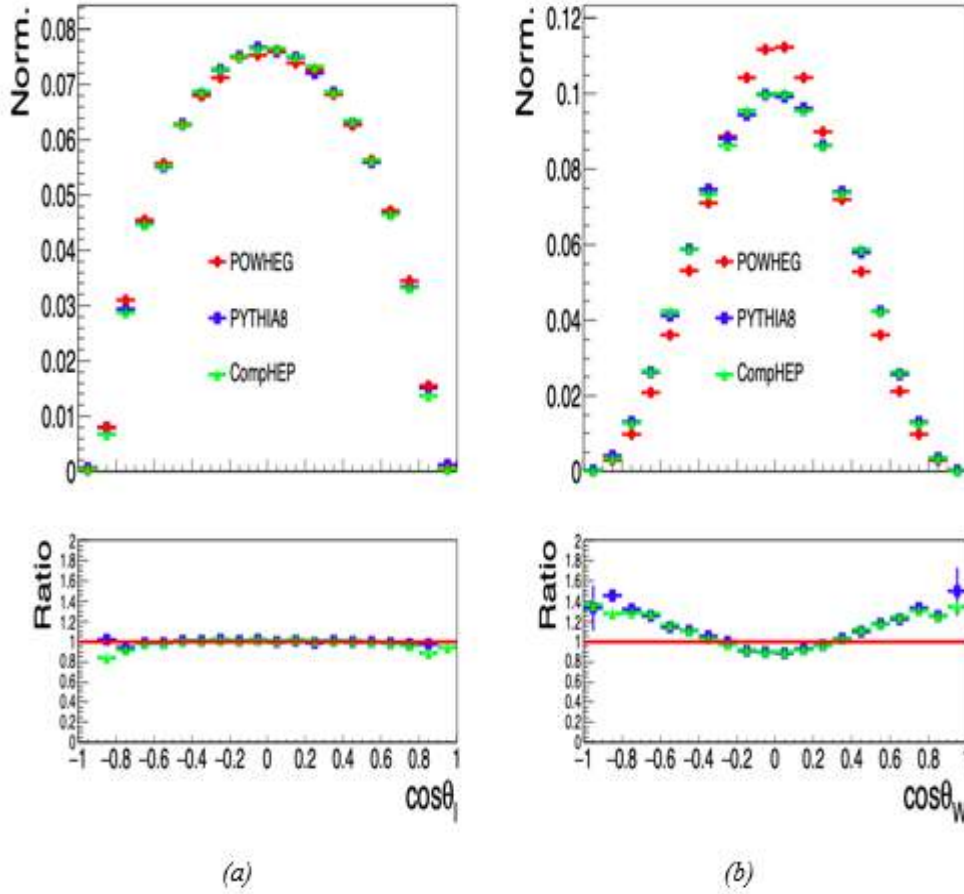 Norm.
0.08
0.07
0.06
0.05
0.04
0.03
0.02
0.01
0
POWHEG
PYTHIA8
CompHEP
Ratio
2
1.8
1.6
1.4
1.2
1
0.8
0.6
0.4
0.2
0
−1 −0.8 −0.6 −0.4 −0.2 0 0.2 0.4 0.6 0.8 1
cosθl
(a)
Norm.
0.12
0.1
0.08
0.06
0.04
0.02
0
POWHEG
PYTHIA8
CompHEP
Ratio
2
1.8
1.6
1.4
1.2
1
0.8
0.6
0.4
0.2
0
−1 −0.8 −0.6 −0.4 −0.2 0 0.2 0.4 0.6 0.8 1
cosθW
(b)